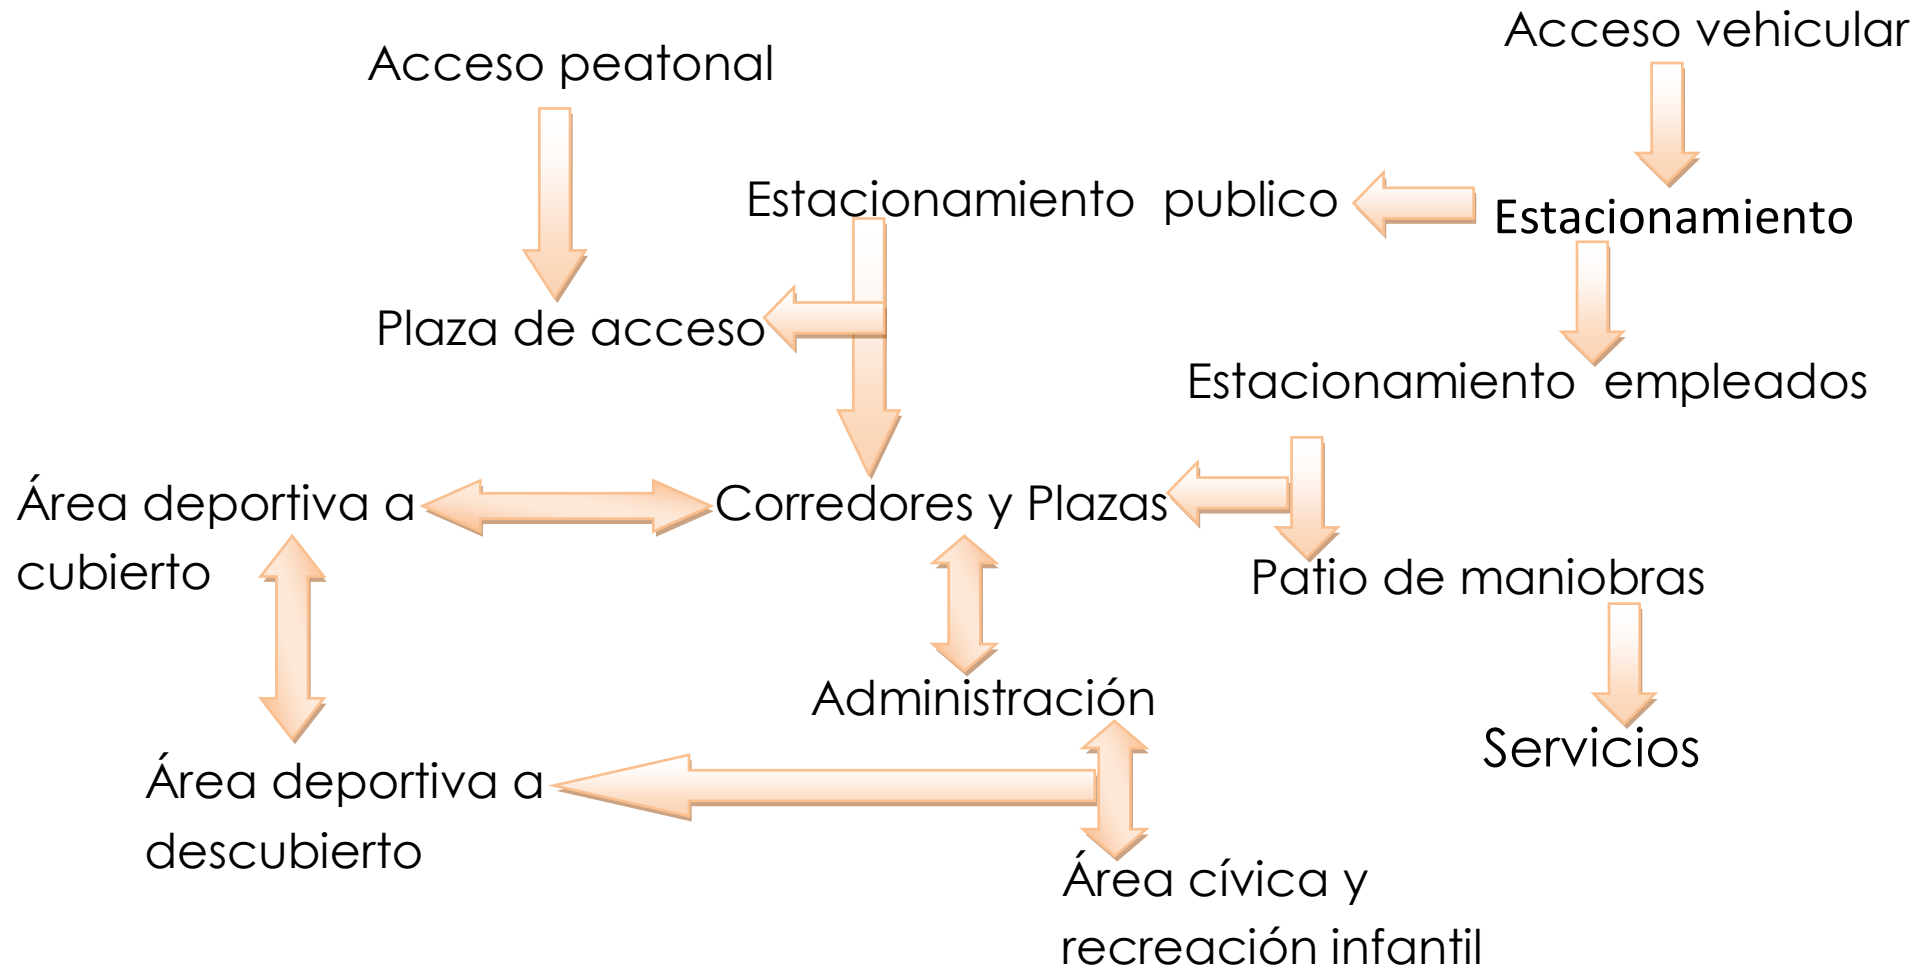 Acceso vehicular
Acceso peatonal
Estacionamiento publico
Estacionamiento
Plaza de acceso
Estacionamiento empleados
Área deportiva a
cubierto
Corredores y Plazas
Patio de maniobras
Administración
Servicios
Área deportiva a
descubierto
Área cívica y
recreación infantil